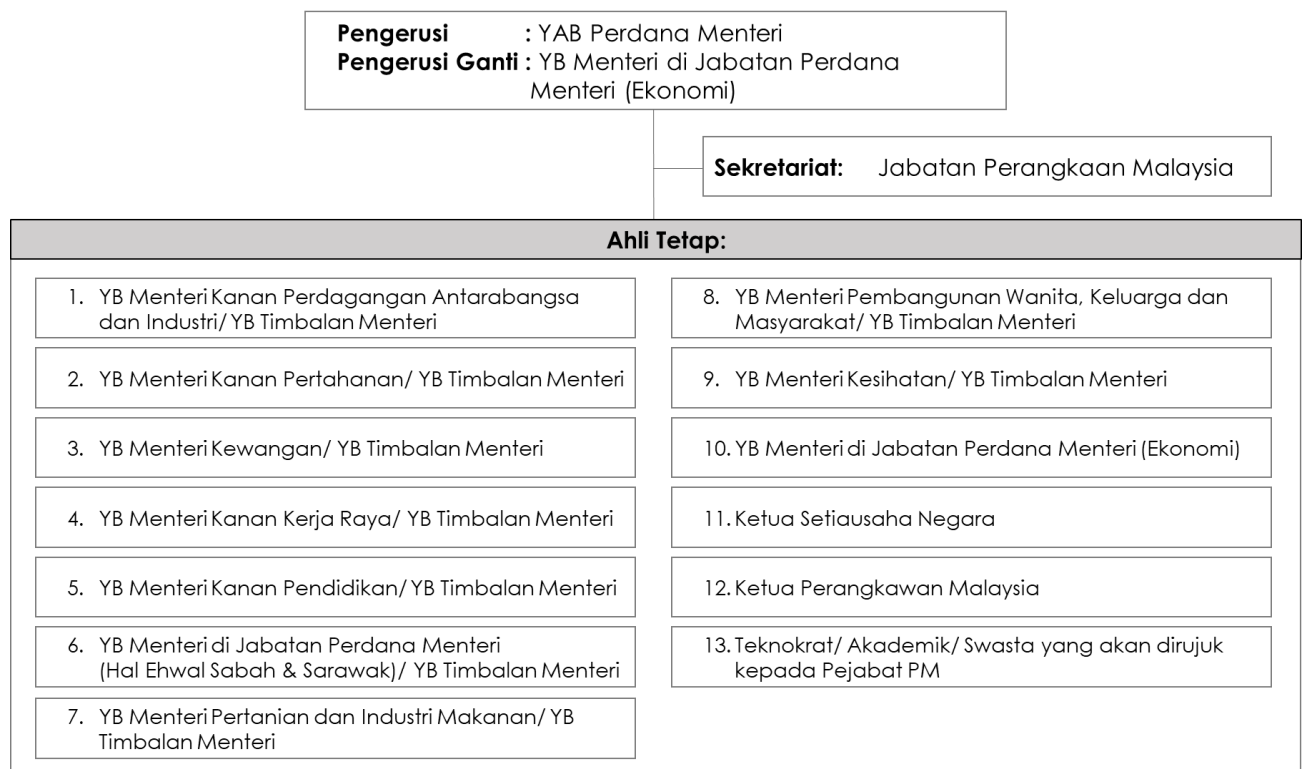 Pengerusi : YAB Perdana Menteri
Pengerusi Ganti : YB Menteri di Jabatan Perdana
Menteri (Ekonomi)
Sekretariat: Jabatan Perangkaan Malaysia
Ahli Tetap:
1. YB Menteri Kanan Perdagangan Antarabangsa
dan Industri/ YB Timbalan Menteri
2. YB Menteri Kanan Pertahanan/ YB Timbalan Menteri
3. YB Menteri Kewangan/ YB Timbalan Menteri
4. YB Menteri Kanan Kerja Raya/ YB Timbalan Menteri
5. YB Menteri Kanan Pendidikan/ YB Timbalan Menteri
6. YB Menteri di Jabatan Perdana Menteri
(Hal Ehwal Sabah & Sarawak)/ YB Timbalan Menteri
7. YB Menteri Pertanian dan Industri Makanan/ YB
Timbalan Menteri
8. YB Menteri Pembangunan Wanita, Keluarga dan
Masyarakat/ YB Timbalan Menteri
9. YB Menteri Kesihatan/ YB Timbalan Menteri
10. YB Menteri di Jabatan Perdana Menteri (Ekonomi)
11. Ketua Setiausaha Negara
12. Ketua Perangkawan Malaysia
13. Teknokrat/ Akademik/ Swasta yang akan dirujuk
kepada Pejabat PM